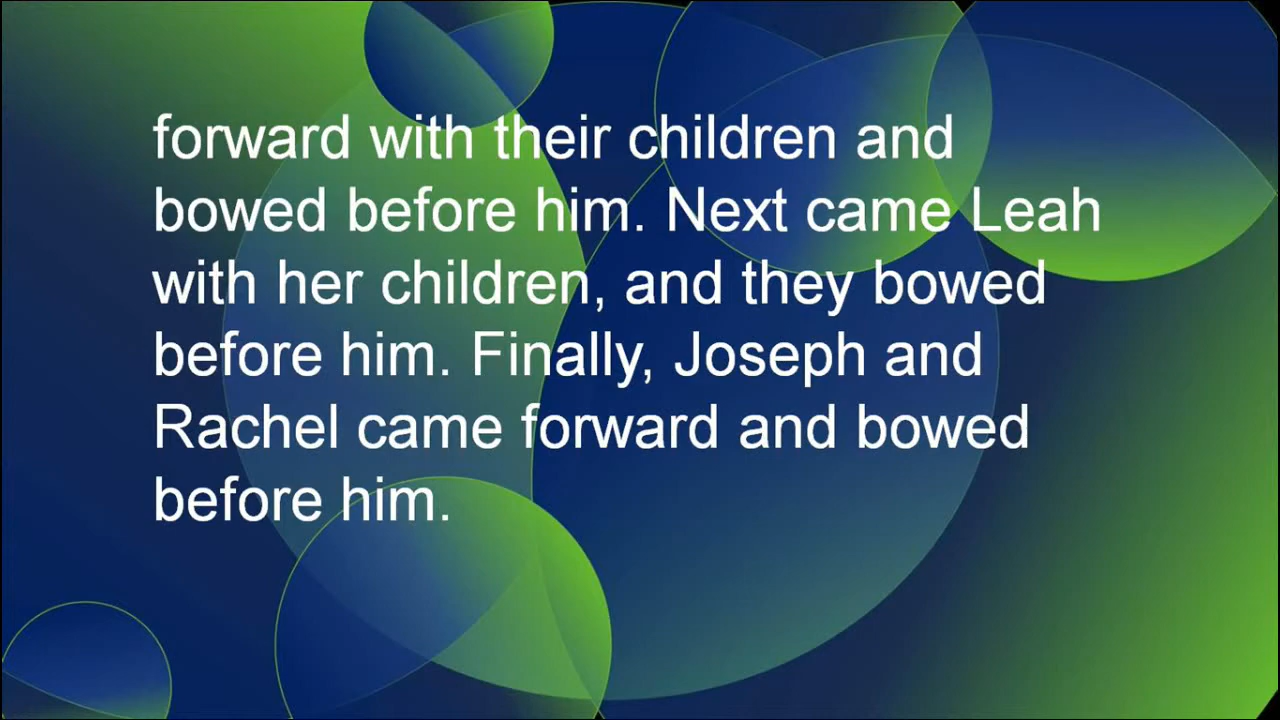 forward with their children and
bowed before him. Next came Leah
with her children, and they bowed
before him. Finally, Joseph and
Rachel came forward and bowed
before him.